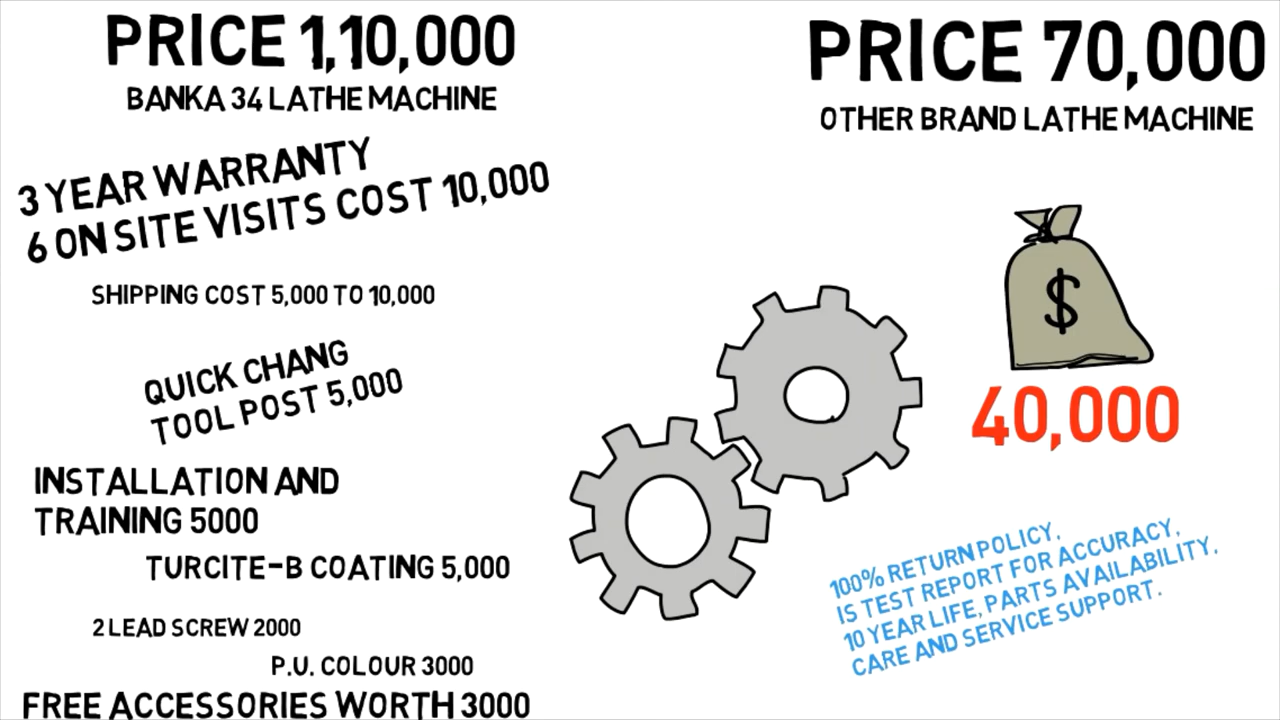 PRICE 1,10,000
BANKA 34 LATHE MACHINE
3 YEAR WARRANTY
6 ON SITE VISITS COST 10,000
SHIPPING COST 5,000 TO 10,000
QUICK CHANG
TOOL POST 5,000
INSTALLATION AND
TRAINING 5000
TURCITE-B COATING 5,000
2 LEAD SCREW 2000
P.U. COLOUR 3000
FREE ACCESSORIES WORTH 3000
PRICE 70,000
OTHER BRAND LATHE MACHINE
$
40,000
100% RETURN POLICY,
IS TEST REPORT FOR ACCURACY,
10 YEAR LIFE, PARTS AVAILABILITY,
CARE AND SERVICE SUPPORT.